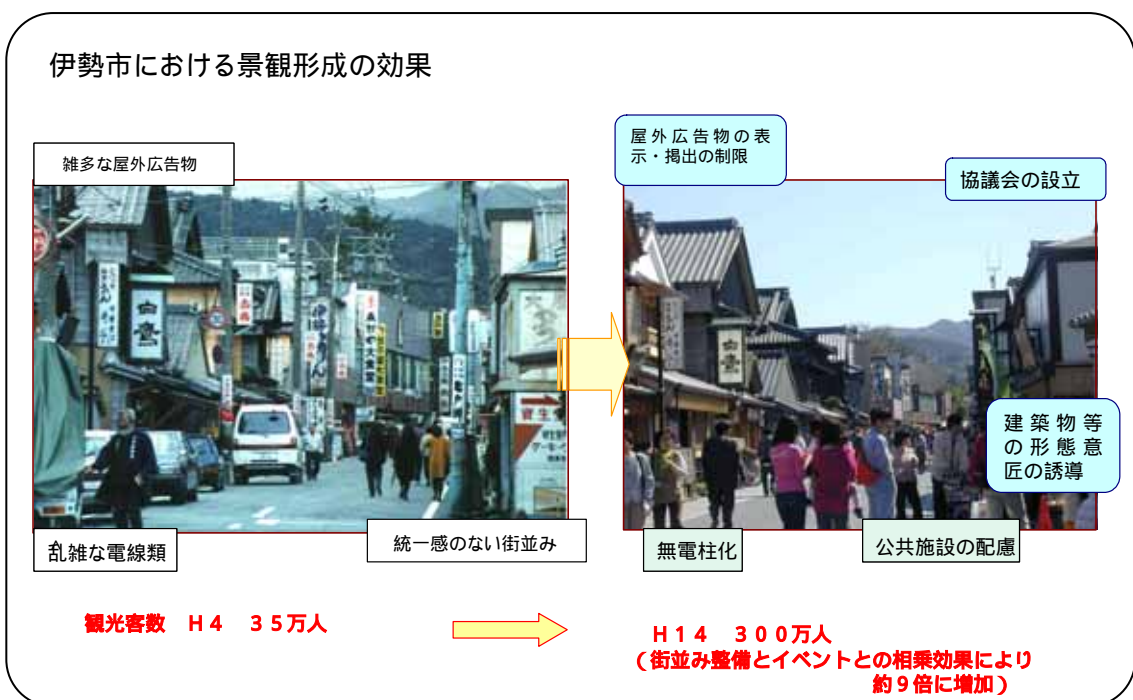 伊勢市における景観形成の効果
雑多な屋外広告物
屋外広告物の表
示・掲出の制限
協議会の設立
白鷹
白鷹
建築物等
の形態意
匠の誘導
乱雑な電線類
統一感のない街並み
無電柱化
公共施設の配慮
観光客数 H4 35万人
H14 300万人
(街並み整備とイベントとの相乗効果により
約9倍に増加)